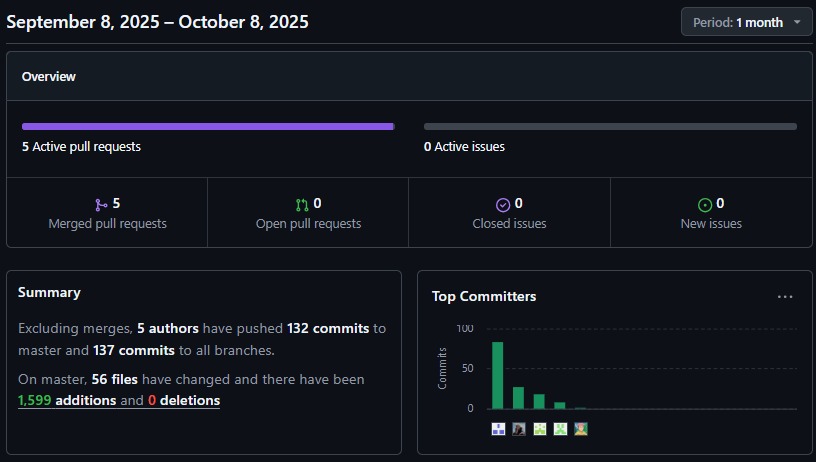 September 8, 2025 – October 8, 2025
Period: 1 month
Overview
5 Active pull requests
0 Active issues
5
Merged pull requests
0
Open pull requests
0
Closed issues
0
New issues
Summary
Excluding merges, 5 authors have pushed 132 commits to
master and 137 commits to all branches.
On master, 56 files have changed and there have been
1,599 additions and 0 deletions
Top Committers
Commits
100
50
0